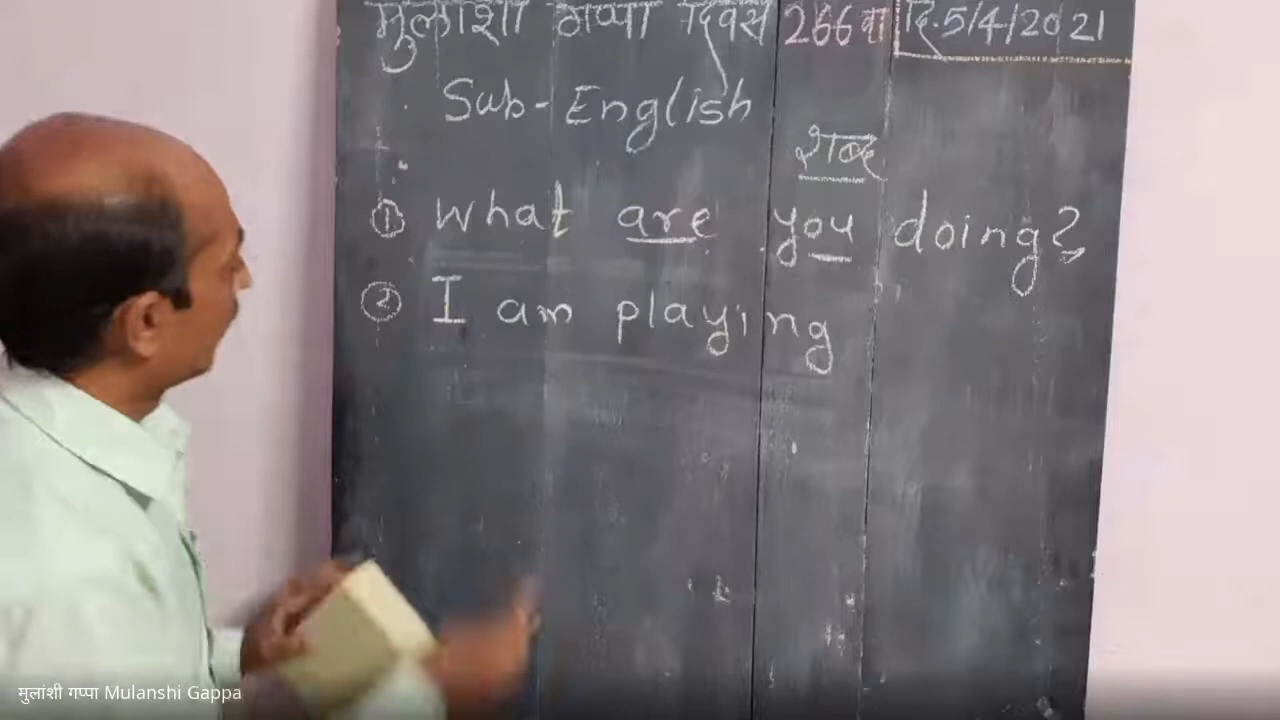 मुलांशी गप्पा दिवस 266वा दि.5/4/2021
Sub-English
शब्द
① What are you doing?
② I am playing
मुलांशी गप्पा Mulanshi Gappa